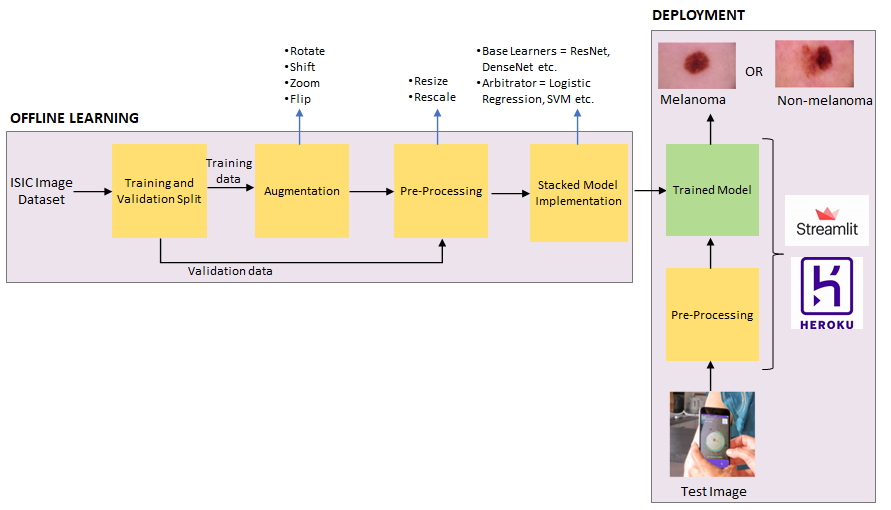 DEPLOYMENT
•Rotate
•Shift
•Zoom
•Flip
•Resize
•Rescale
•Base Learners = ResNet,
DenseNet etc.
•Arbitrator = Logistic
Regression, SVM etc.
OR
Melanoma
Non-melanoma
OFFLINE LEARNING
ISIC Image
Dataset
Training and
Validation Split
Training
data
Augmentation
Pre-Processing
Stacked Model
Implementation
Validation data
Trained Model
Streamlit
HEROKU
Pre-Processing
Test Image